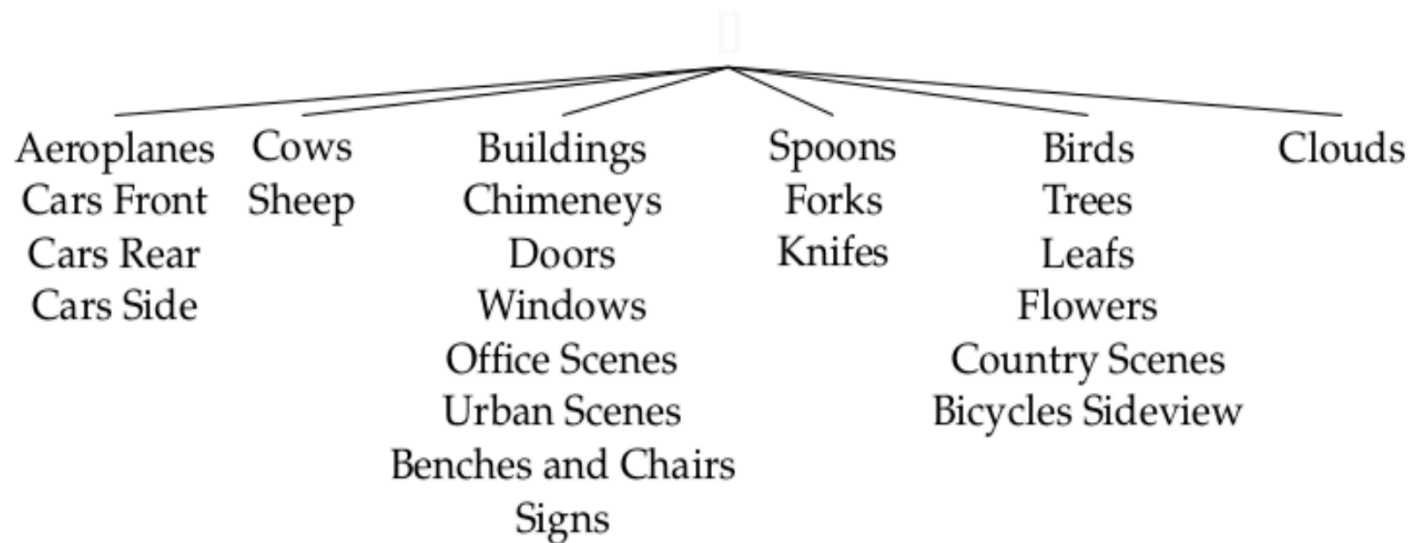 []
Aeroplanes
Cars Front
Cars Rear
Cars Side
Cows
Sheep
Buildings
Chimeneys
Doors
Windows
Office Scenes
Urban Scenes
Benches and Chairs
Signs
Spoons
Forks
Knifes
Birds
Trees
Leafs
Flowers
Country Scenes
Bicycles Sideview
Clouds